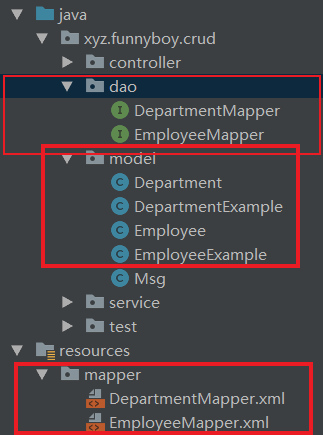 java
xyz.funnyboy.crud
controller
dao
DepartmentMapper
EmployeeMapper
model
Department
DepartmentExample
Employee
EmployeeExample
Msg
service
test
resources
mapper
DepartmentMapper.xml
EmployeeMapper.xml